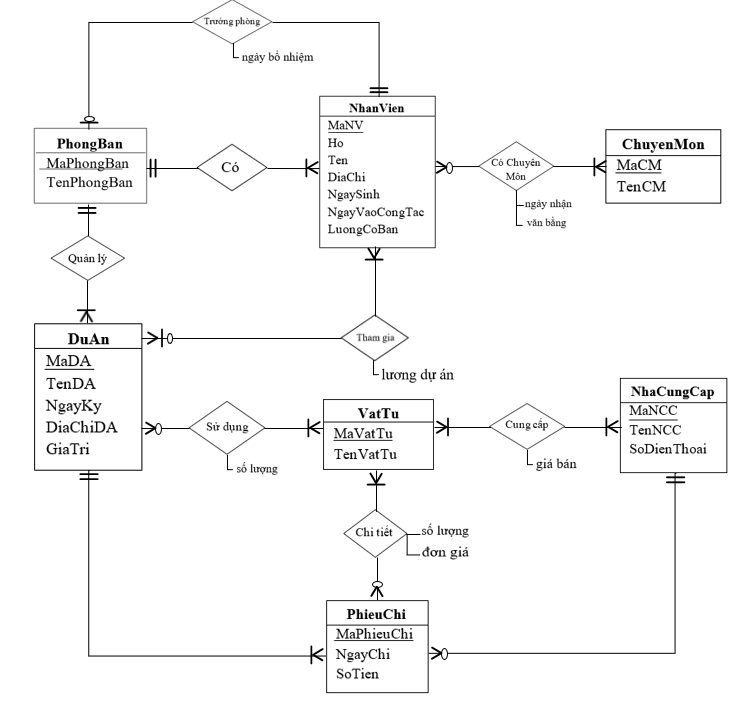 Trưởng phòng
ngày bổ nhiệm
NhanVien
MaNV
Ho
Ten
DiaChi
NgaySinh
NgayVaoCongTac
LuongCoBan
PhongBan
MaPhongBan
TenPhongBan
Có
Có Chuyên
Môn
ngày nhận
văn bằng
ChuyenMon
MaCM
TenCM
Quản lý
DuAn
MaDA
TenDA
NgayKy
DiaChiDA
GiaTri
Tham gia
lương dự án
Sử dụng
số lượng
VatTu
MaVatTu
TenVatTu
Cung cấp
giá bán
NhaCungCap
MaNCC
TenNCC
SoDienThoai
Chi tiết
số lượng
đơn giá
PhieuChi
MaPhieuChi
NgayChi
SoTien